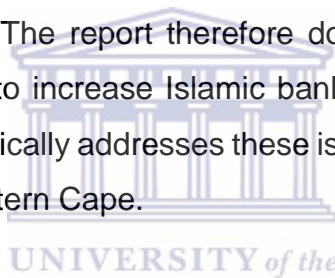 The report therefore do
to increase Islamic bank
ically addresses these is
tern Cape.
UNIVERSITY of the